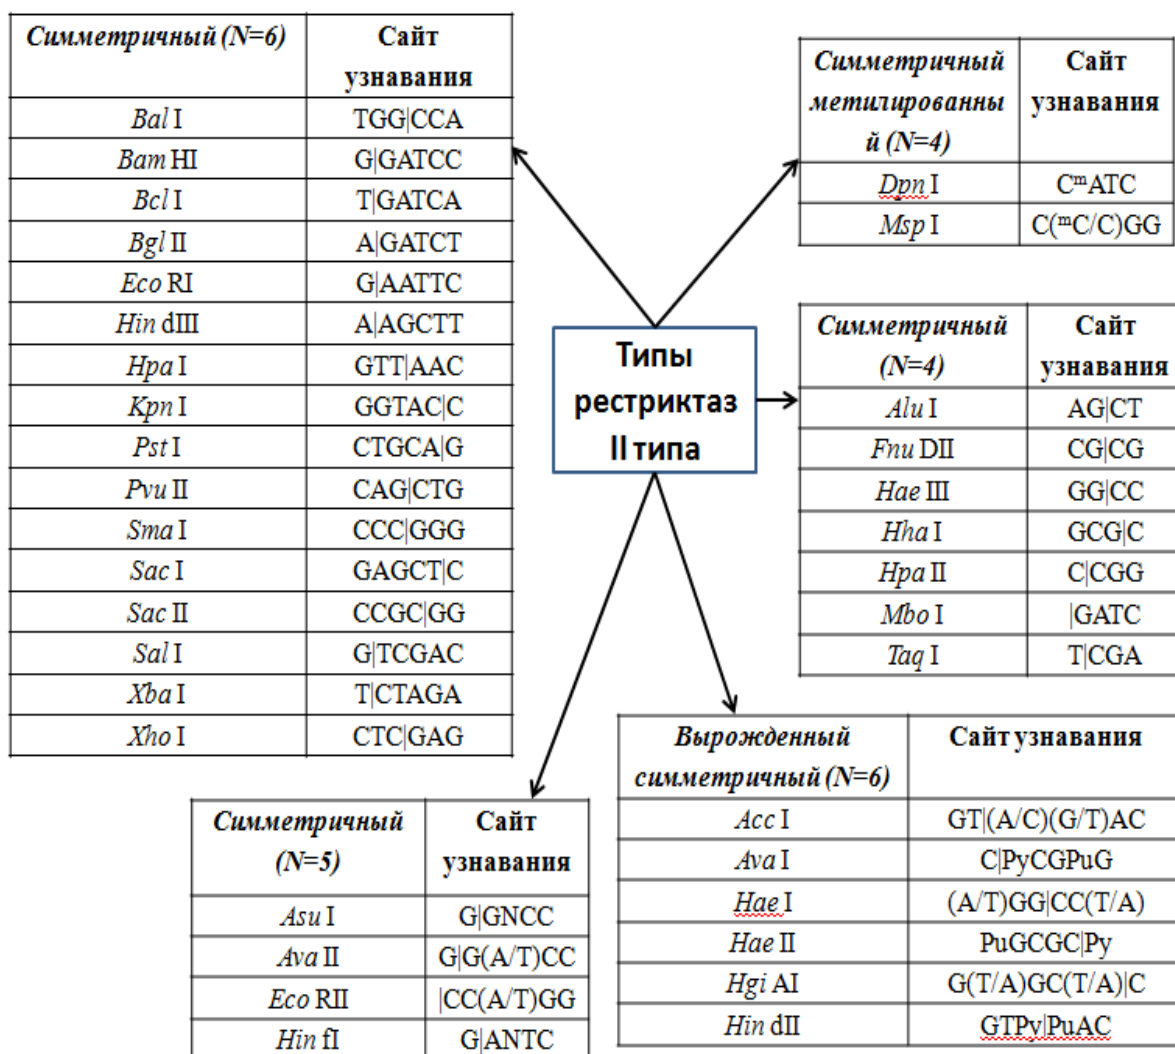 Симметричный (N=6) Сайт
узнавания
Bal I TGG|CCA
Bam HI G|GATCC
Bcl I T|GATCA
Bgl II A|GATCT
Eco RI G|AATTC
Hin dIII A|AGCTT
Hpa I GTT|AAC
Kpn I GGTAC|C
Pst I CTGCA|G
Pvu II CAG|CTG
Sma I CCC|GGG
Sac I GAGCT|C
Sac II CCGC|GG
Sal I G|TCGAC
Xba I T|CTAGA
Xho I CTC|GAG
Симметричный Сайт
метилированны узнавания
й (N=4)
Dpn I CᵐATC
Msp I C(ᵐC/C)GG
Типы
рестриктаз
II типа
Симметричный Сайт
(N=4) узнавания
Alu I AG|CT
Fnu DII CG|CG
Hae III GG|CC
Hha I GCG|C
Hpa II C|CGG
Mbo I |GATC
Taq I T|CGA
Симметричный Сайт
(N=5) узнавания
Asu I G|GNCC
Ava II G|G(A/T)CC
Eco RII |CC(A/T)GG
Hin fI G|ANTC
Вырожденный Сайт узнавания
симметричный (N=6)
Acc I GT|(A/C)(G/T)AC
Ava I C|PyCGPuG
Hae I (A/T)GG|CC(T/A)
Hae II PuGCGC|Py
Hgi AI G(T/A)GC(T/A)|C
Hin dII GTPy|PuAC